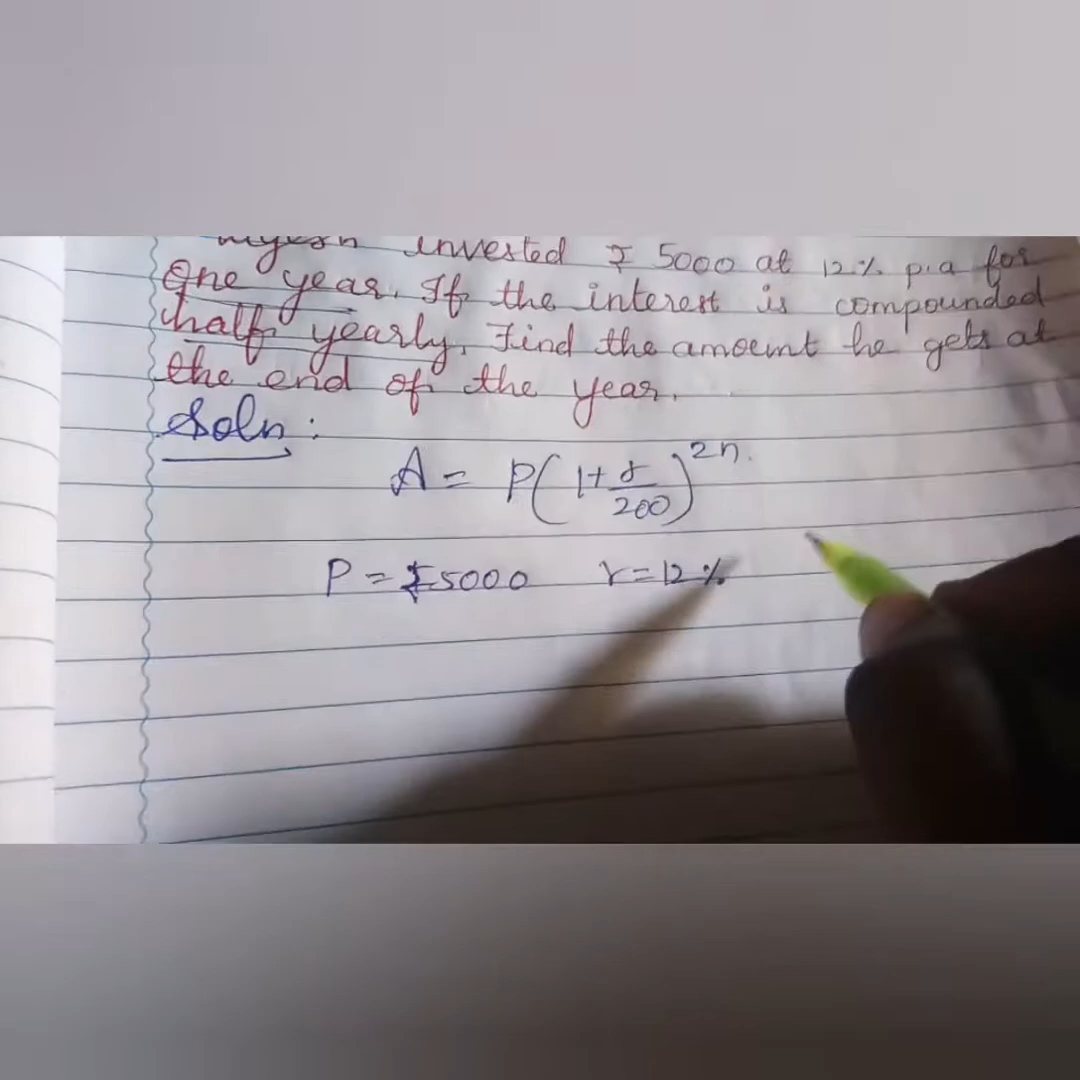 invested ₹ 5000 at 12% p.a for
One year. If the interest is compounded
half yearly, Find the amount he gets at
the end of the year.
Soln :
A = P(1+r/200)^2n.
P = ₹5000 r=12%